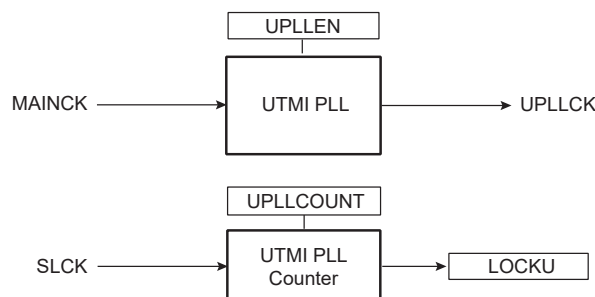 UPLLEN
MAINCK
UTMI PLL
UPLLCK
UPLLCOUNT
SLCK
UTMI PLL
Counter
LOCKU